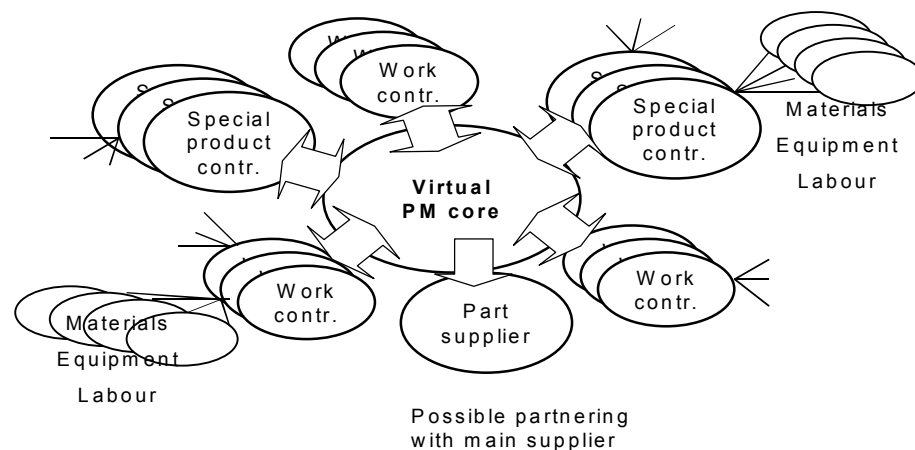 Work
contr.
Special
product
contr.
Special
product
contr.
Materials
Equipment
Labour
Virtual
PM core
Work
contr.
Part
supplier
Work
contr.
Materials
Equipment
Labour
Possible partnering
with main supplier